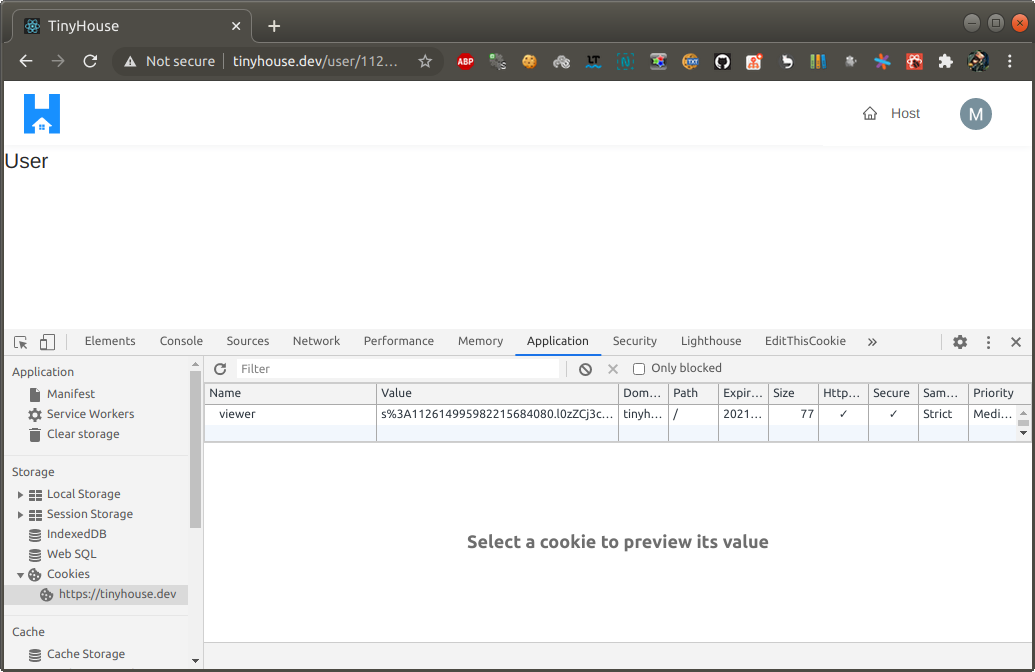 TinyHouse
Not secure tinyhouse.dev/user/112...
ABP LT N TXT
Host M
User
Elements Console Sources Network Performance Memory Application Security Lighthouse EditThisCookie »
Application
Manifest
Service Workers
Clear storage
Storage
Local Storage
Session Storage
IndexedDB
Web SQL
Cookies
https://tinyhouse.dev
Cache
Cache Storage
Filter Only blocked
Name Value Dom... Path Expir... Size Http... Secure Sam... Priority
viewer s%3A112614995982215684080.l0zZCj3c... tinyh... / 2021... 77 ✓ ✓ Strict Medi...
Select a cookie to preview its value